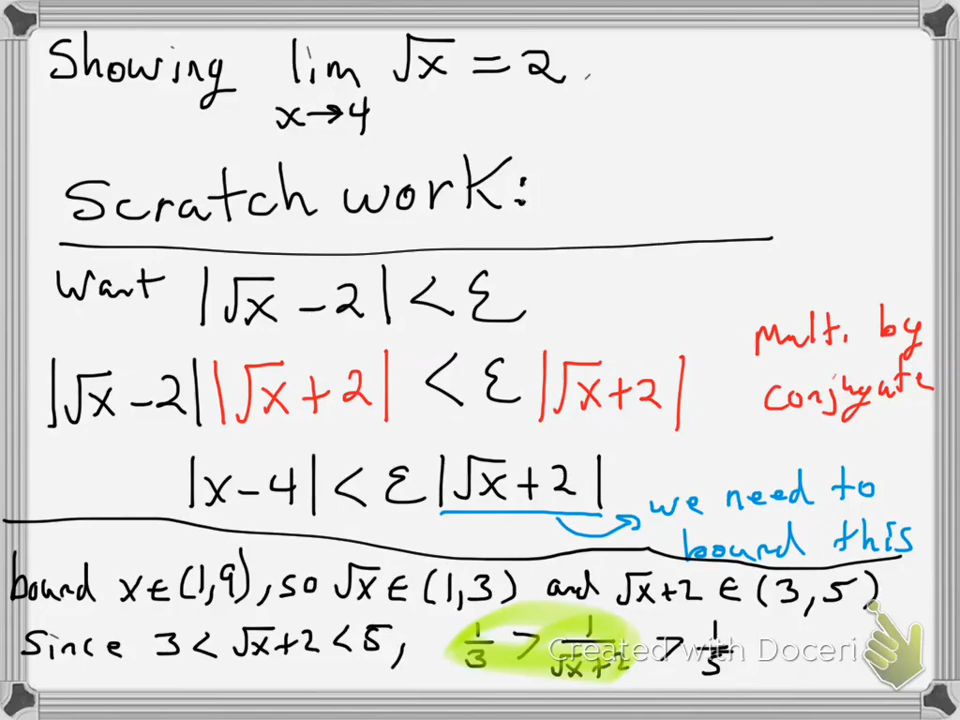 Showing lim x→4 √x = 2
Scratch work:
Want |√x - 2| < ε
Mult. by conjugate
|√x - 2| |√x + 2| < ε |√x + 2|
|x - 4| < ε |√x + 2|
we need to bound this
bound x ∈ (1,9), so √x ∈ (1,3) and √x+2 ∈ (3,5)
Since 3 < √x+2 < 5, 1/3 > 1/(√x+2) > 1/5
Created with Doceri